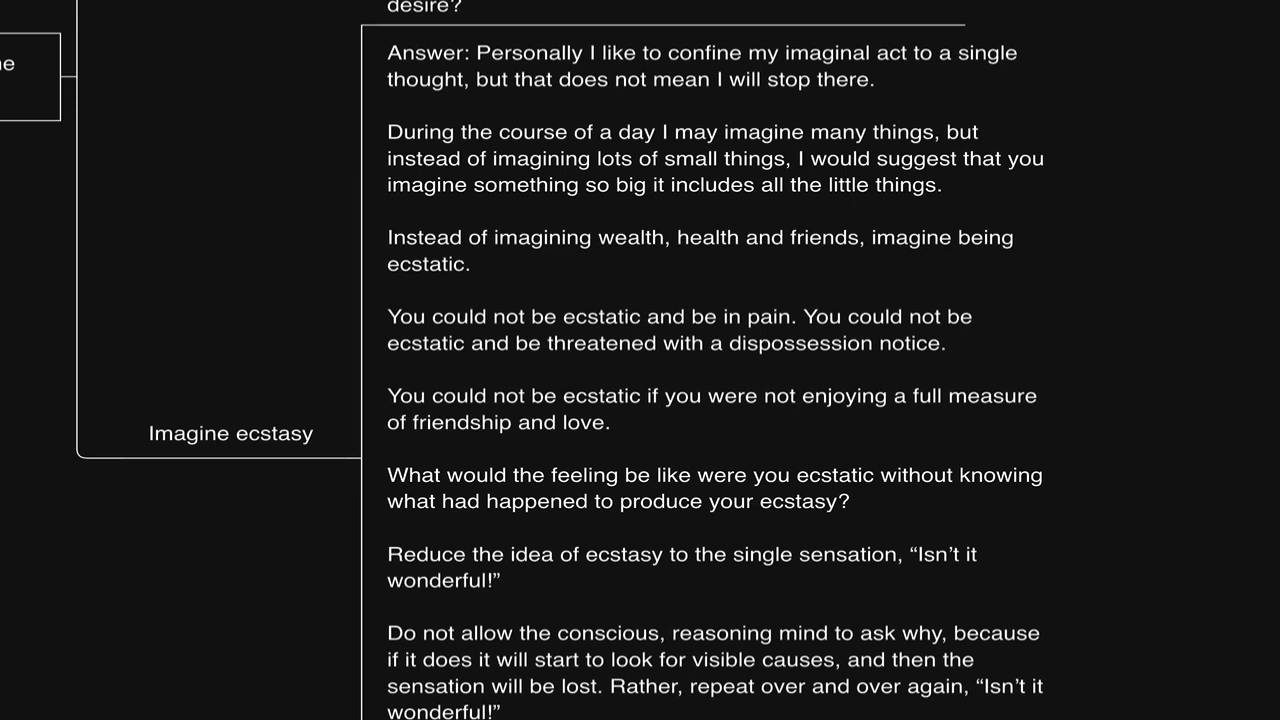 desire?
Answer: Personally I like to confine my imaginal act to a single
thought, but that does not mean I will stop there.
During the course of a day I may imagine many things, but
instead of imagining lots of small things, I would suggest that you
imagine something so big it includes all the little things.
Instead of imagining wealth, health and friends, imagine being
ecstatic.
You could not be ecstatic and be in pain. You could not be
ecstatic and be threatened with a dispossession notice.
You could not be ecstatic if you were not enjoying a full measure
of friendship and love.
Imagine ecstasy
What would the feeling be like were you ecstatic without knowing
what had happened to produce your ecstasy?
Reduce the idea of ecstasy to the single sensation, “Isn’t it
wonderful!”
Do not allow the conscious, reasoning mind to ask why, because
if it does it will start to look for visible causes, and then the
sensation will be lost. Rather, repeat over and over again, “Isn’t it
wonderful!”